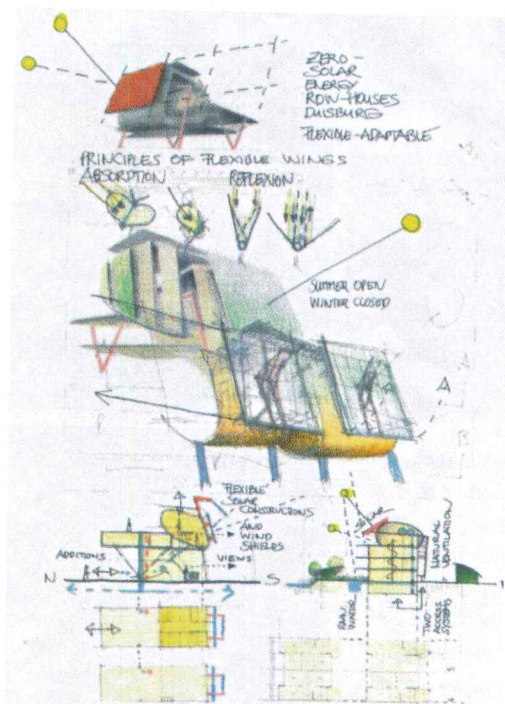 ZERO-
SOLAR
ENERGY
ROW-HOUSES
DUISBURG
FLEXIBLE-ADAPTABLE
PRINCIPLES OF FLEXIBLE WINGS
ABSORPTION
REFLEXION
SUMMER OPEN
WINTER CLOSED
A
A
B
FLEXIBLE
SOLAR
CONSTRUCTIONS
AND
WIND
SHIELDS
VIEWS
ADDITIONS
N
S
NATURAL
VENTILATION
RAIN
WATER
TWO
ACCESS
SYSTEMS